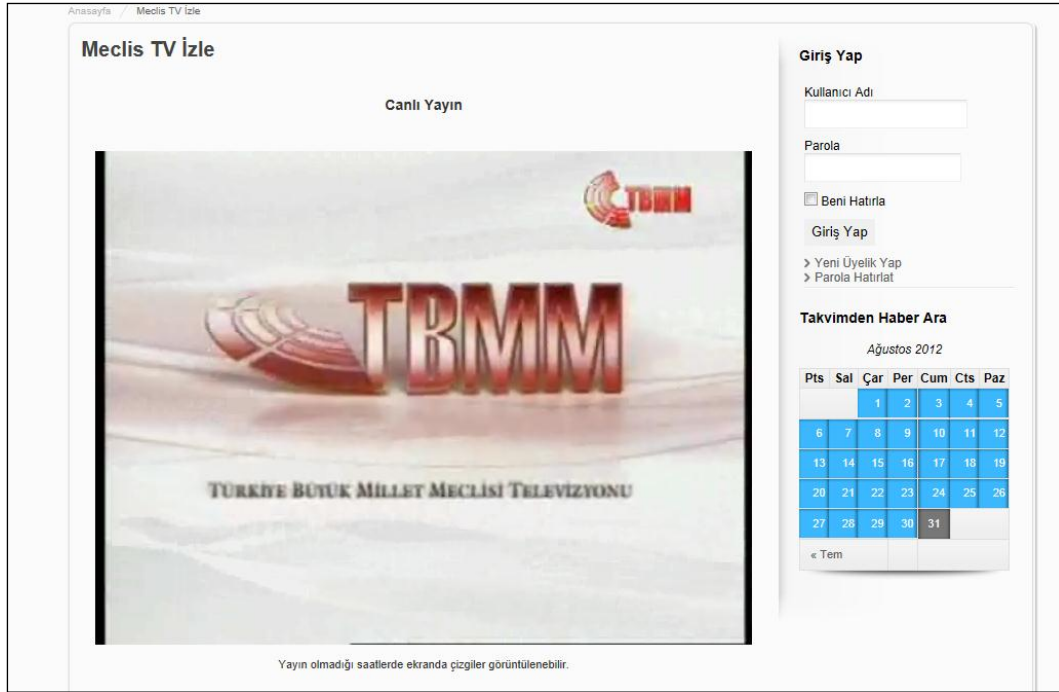 Anasayfa / Meclis TV İzle
Meclis TV İzle
Canlı Yayın
TBMM
TBMM
TÜRKİYE BÜYÜK MİLLET MECLİSİ TELEVİZYONU
Yayın olmadığı saatlerde ekranda çizgiler görüntülenebilir.
Giriş Yap
Kullanıcı Adı
Parola
Beni Hatırla
Giriş Yap
Yeni Üyelik Yap
Parola Hatırlat
Takvimden Haber Ara
Ağustos 2012
Pts Sal Çar Per Cum Cts Paz
1 2 3 4 5
6 7 8 9 10 11 12
13 14 15 16 17 18 19
20 21 22 23 24 25 26
27 28 29 30 31
« Tem